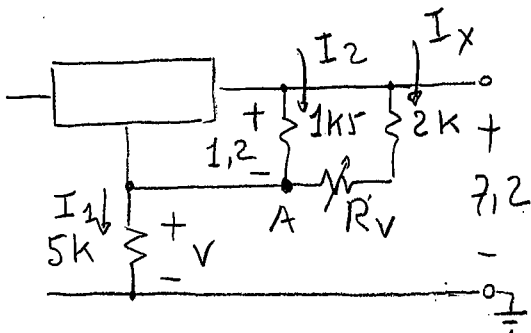 I2 Ix
+ 1K5 2K +
1,2
-
I1 A Rv 7,2
5K + V
- -